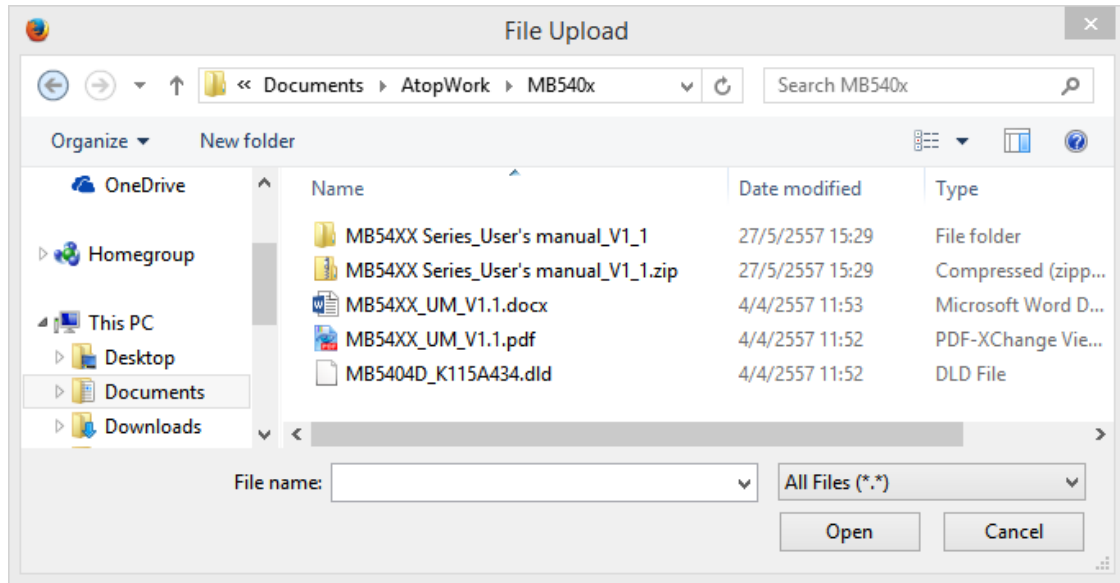 File Upload
« Documents AtopWork MB540x Search MB540x
Organize New folder
OneDrive
Homegroup
This PC
Desktop
Documents
Downloads
Name Date modified Type
MB54XX Series_User's manual_V1_1 27/5/2557 15:29 File folder
MB54XX Series_User's manual_V1_1.zip 27/5/2557 15:29 Compressed (zipp...
MB54XX_UM_V1.1.docx 4/4/2557 11:53 Microsoft Word D...
MB54XX_UM_V1.1.pdf 4/4/2557 11:52 PDF-XChange Vie...
MB5404D_K115A434.dld 4/4/2557 11:52 DLD File
File name: All Files (*.*)
Open Cancel